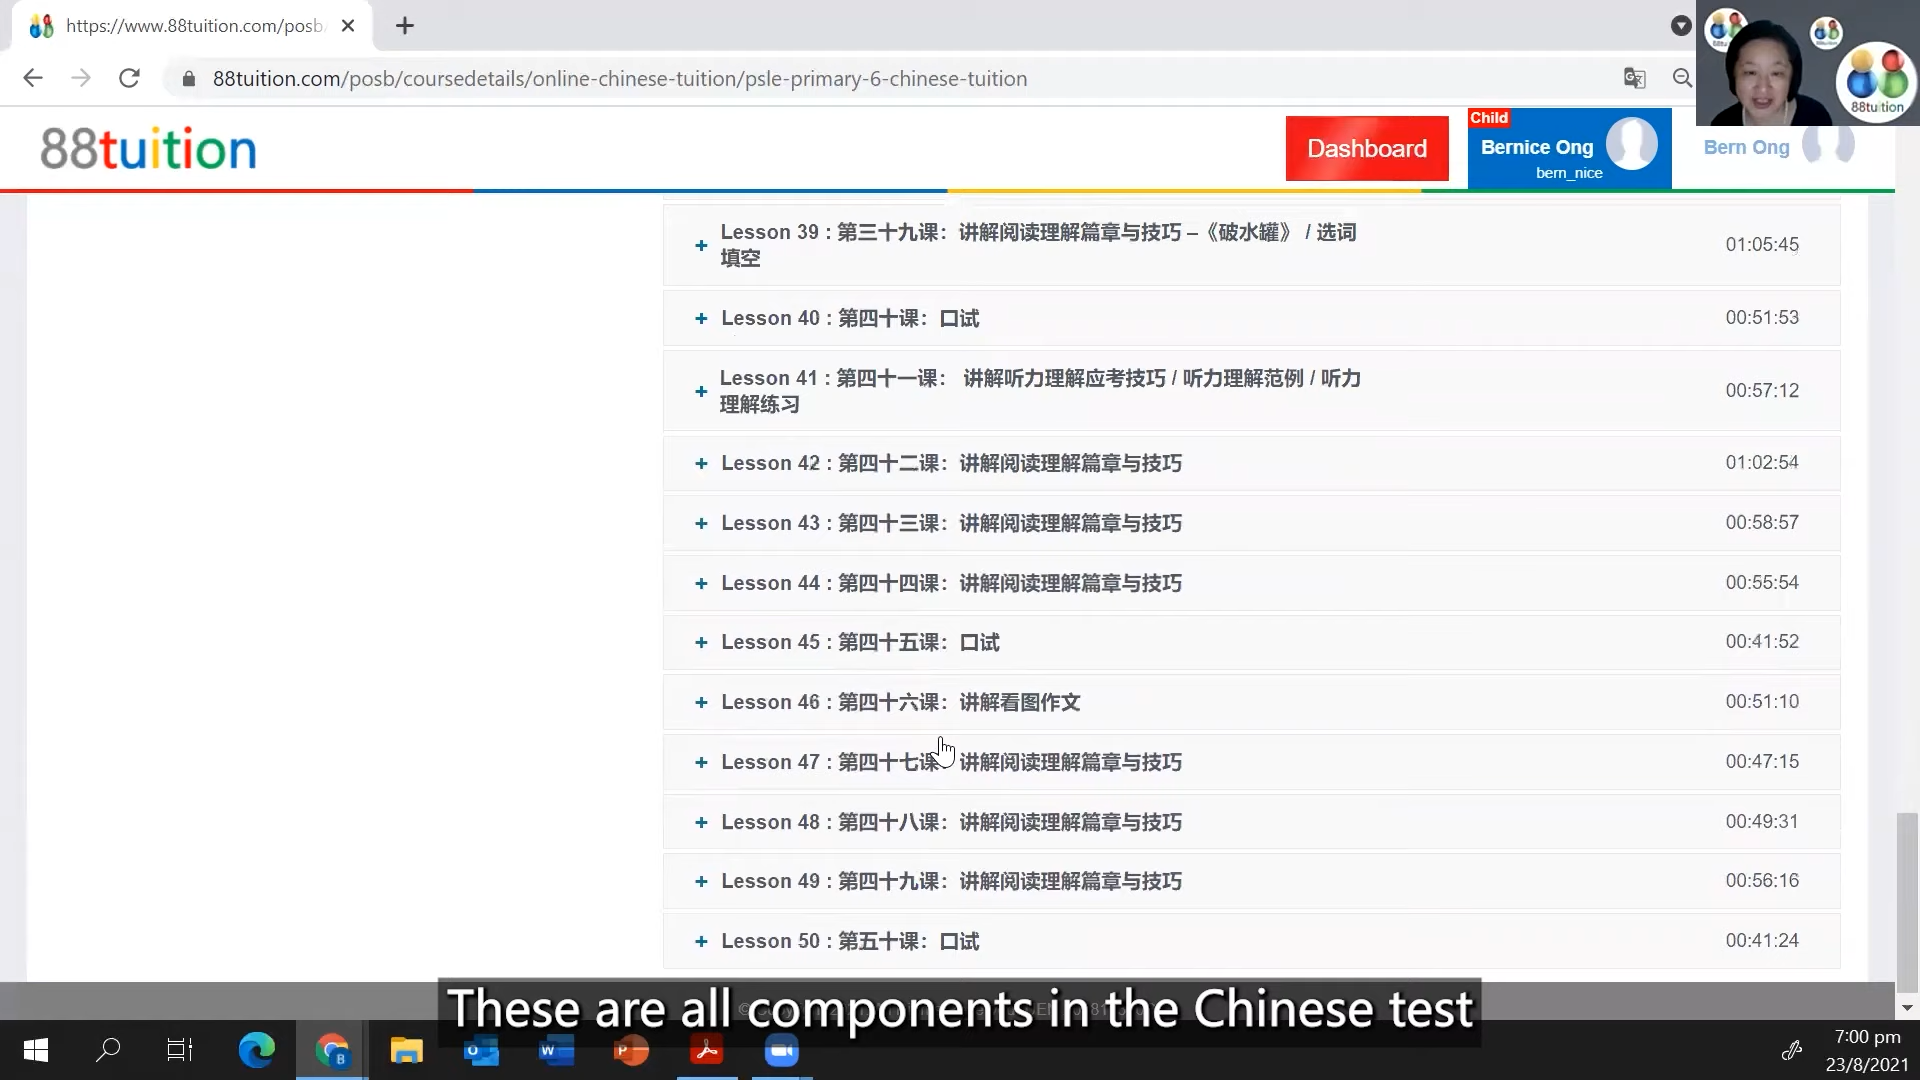 https://www.88tuition.com/posb
88tuition.com/posb/coursedetails/online-chinese-tuition/psle-primary-6-chinese-tuition
88tuition
88tuition
Dashboard
Child
Bernice Ong
bern_nice
Bern Ong
Lesson 39 : 第三十九课：讲解阅读理解篇章与技巧 –《破水罐》 / 选词
填空
01:05:45
Lesson 40 : 第四十课：口试
00:51:53
Lesson 41 : 第四十一课： 讲解听力理解应考技巧 / 听力理解范例 / 听力
理解练习
00:57:12
Lesson 42 : 第四十二课：讲解阅读理解篇章与技巧
01:02:54
Lesson 43 : 第四十三课：讲解阅读理解篇章与技巧
00:58:57
Lesson 44 : 第四十四课：讲解阅读理解篇章与技巧
00:55:54
Lesson 45 : 第四十五课：口试
00:41:52
Lesson 46 : 第四十六课：讲解看图作文
00:51:10
Lesson 47 : 第四十七课 讲解阅读理解篇章与技巧
00:47:15
Lesson 48 : 第四十八课：讲解阅读理解篇章与技巧
00:49:31
Lesson 49 : 第四十九课：讲解阅读理解篇章与技巧
00:56:16
Lesson 50 : 第五十课：口试
00:41:24
These are all components in the Chinese test
7:00 pm
23/8/2021